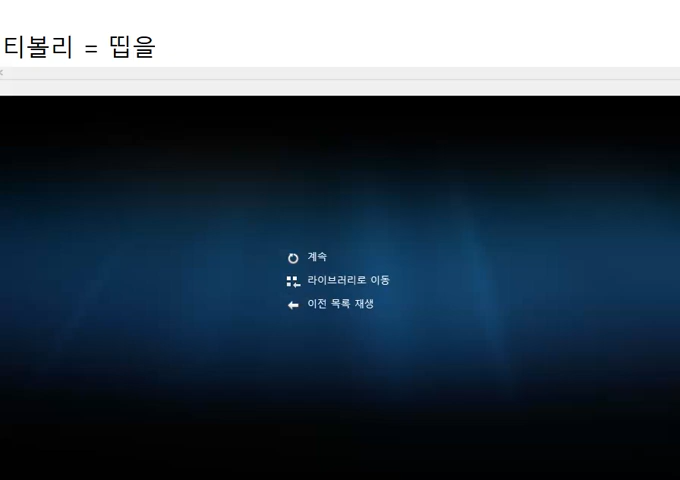 티볼리 = 띱을
계속
라이브러리로 이동
이전 목록 재생